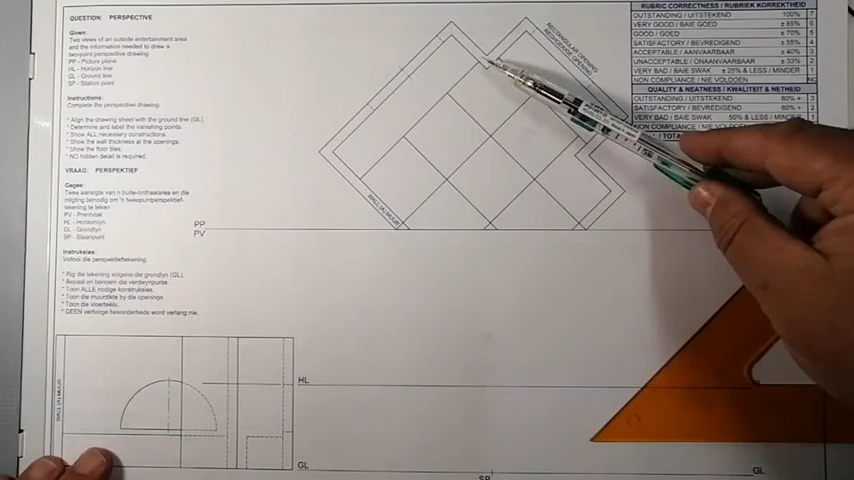 QUESTION: PERSPECTIVE
Given:
Two views of an outside entertainment area
and the information needed to draw a
two-point perspective drawing
PP - Picture plane
HL - Horizon line
GL - Ground line
SP - Station point
Instructions:
Complete the perspective drawing.
* Align the drawing sheet with the ground line (GL).
* Determine and label the vanishing points.
* Show ALL necessary constructions.
* Show the wall thickness at the openings.
* Show the floor tiles.
* NO hidden detail is required.
VRAAG: PERSPEKTIEF
Gegee:
Twee aansigte van 'n buite-onthaalarea en die
inligting benodig om 'n tweepuntperspektief-
tekening te teken
PV - Prentvlak
HL - Horisonlyn
GL - Grondlyn
SP - Staanpunt
Instruksies:
Voltooi die perspektieftekening.
* Rig die tekening volgens die grondlyn (GL).
* Bepaal en benoem die verdwynpunte.
* Toon ALLE nodige konstruksies.
* Toon die muurdikte by die openinge.
* Toon die vloerteëls.
* GEEN verborge besonderhede word verlang nie.
RUBRIC CORRECTNESS / RUBRIEK KORREKTHEID
OUTSTANDING / UITSTEKEND 100% 7
VERY GOOD / BAIE GOED ± 85% 6
GOOD / GOED ± 70% 5
SATISFACTORY / BEVREDIGEND ± 55% 4
ACCEPTABLE / AANVAARBAAR ± 40% 3
UNACCEPTABLE / ONAANVAARBAAR ± 33% 2
VERY BAD / BAIE SWAK ± 25% & LESS / MINDER 1
NON COMPLIANCE / NIE VOLDOEN
QUALITY & NEATNESS / KWALITEIT & NETHEID
OUTSTANDING / UITSTEKEND 80% + 3
SATISFACTORY / BEVREDIGEND 60% + 2
VERY BAD / BAIE SWAK 50% & LESS / MINDER 1
NON COMPLIANCE / NIE VOLDOEN
RECTANGULAR OPENING
REGHOEKIGE OPENING
WALL (A) MUUR
PP
PV
WALL (A) MUUR
HL
GL
SP
GL